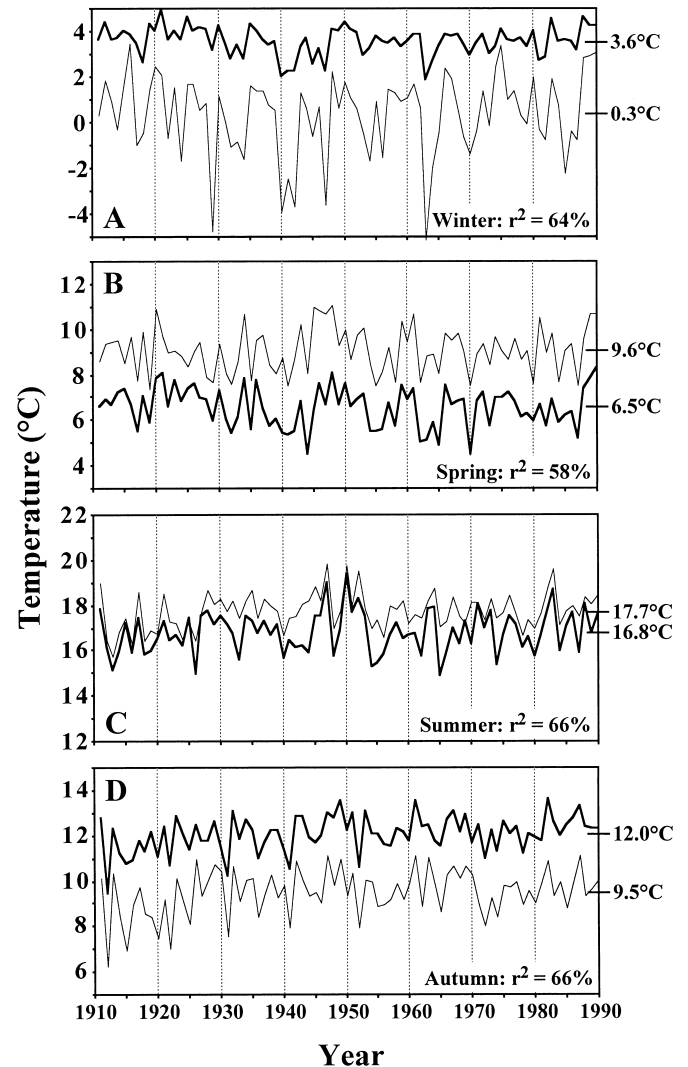 4
2
0
-2
-4
3.6°C
0.3°C
A
Winter: r² = 64%
12
10
8
6
4
B
9.6°C
6.5°C
Spring: r² = 58%
Temperature (°C)
22
20
18
16
14
12
17.7°C
16.8°C
C
Summer: r² = 66%
14
12
10
8
6
D
12.0°C
9.5°C
Autumn: r² = 66%
1910 1920 1930 1940 1950 1960 1970 1980 1990
Year